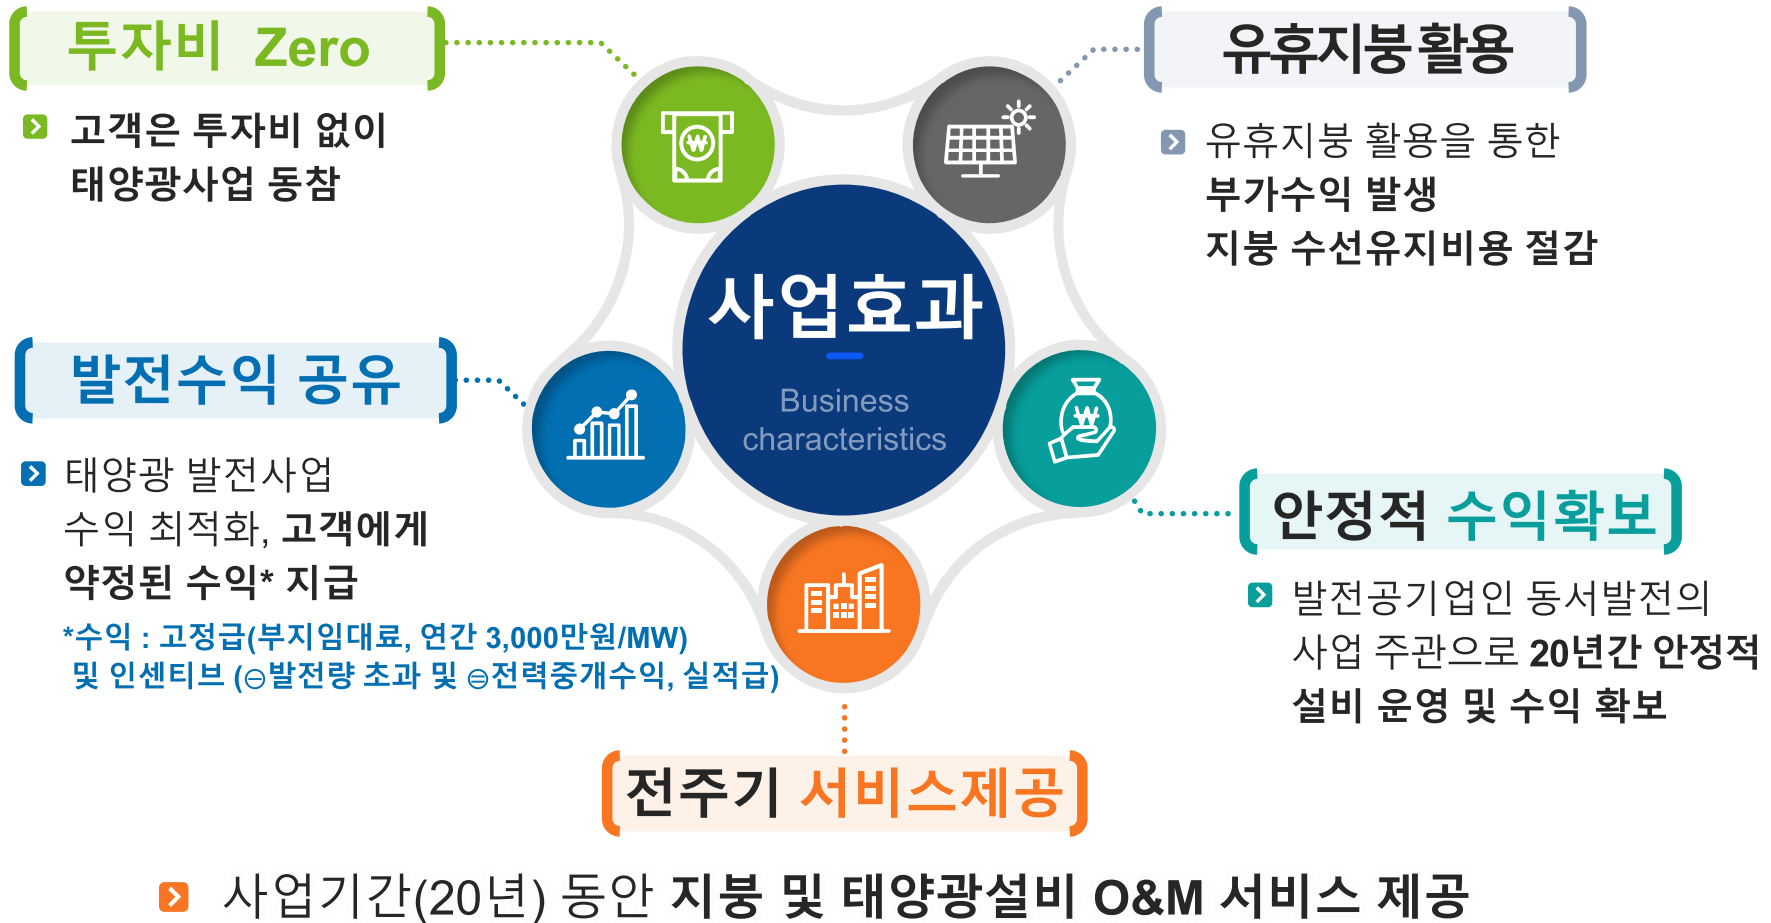 투자비 Zero
고객은 투자비 없이
태양광사업 동참
유휴지붕 활용
유휴지붕 활용을 통한
부가수익 발생
지붕 수선유지비용 절감
사업효과
Business
characteristics
발전수익 공유
태양광 발전사업
수익 최적화, 고객에게
약정된 수익* 지급
*수익 : 고정급(부지임대료, 연간 3,000만원/MW)
및 인센티브 (㊀발전량 초과 및 ㊁전력중개수익, 실적급)
안정적 수익확보
발전공기업인 동서발전의
사업 주관으로 20년간 안정적
설비 운영 및 수익 확보
전주기 서비스제공
사업기간(20년) 동안 지붕 및 태양광설비 O&M 서비스 제공